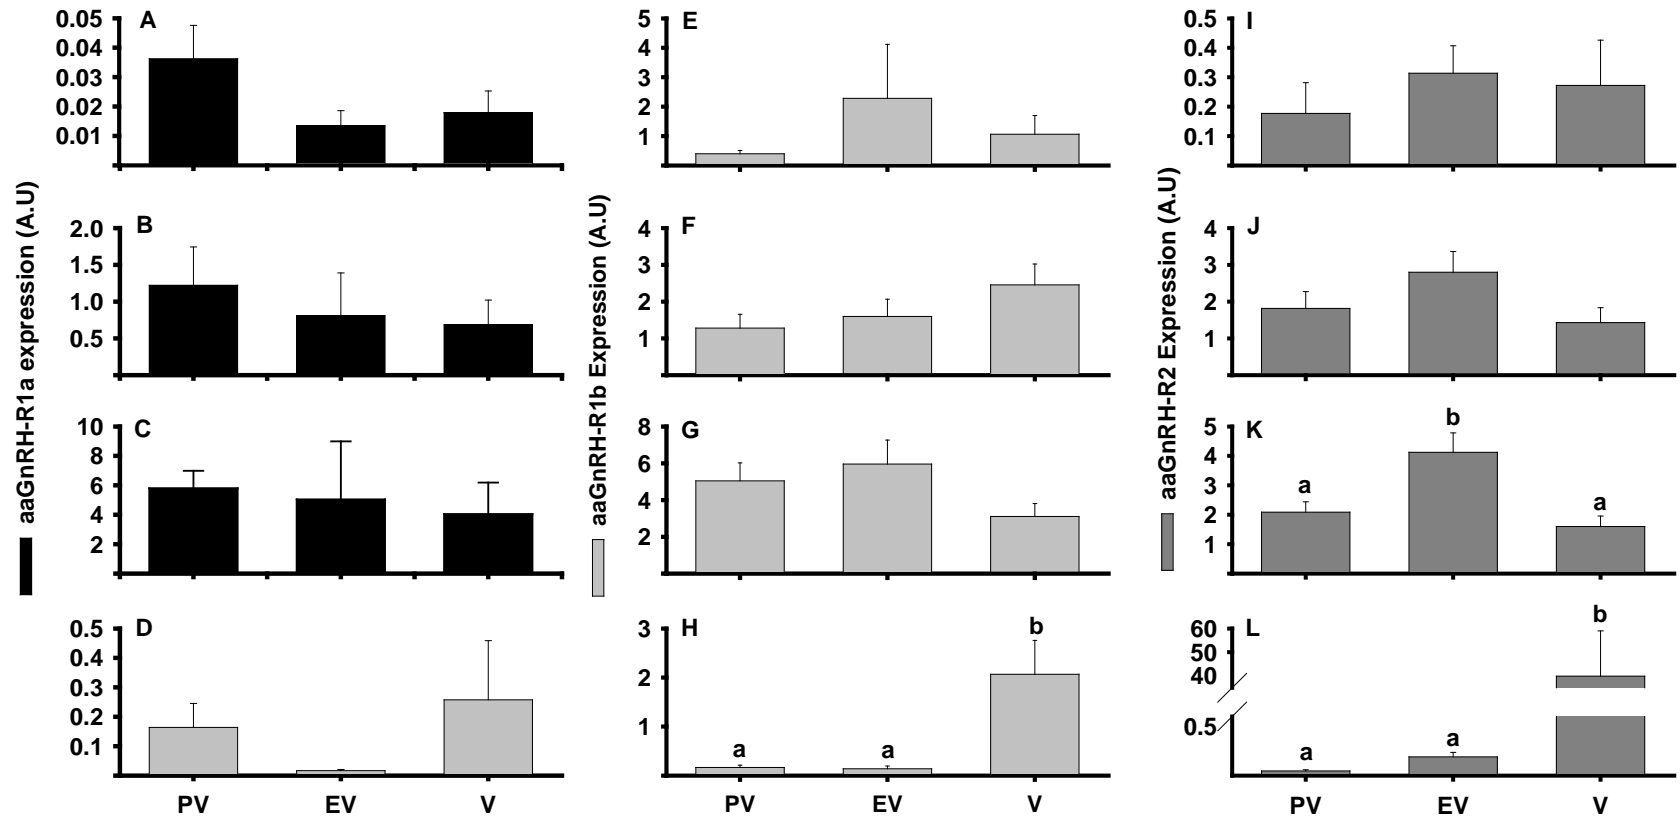 aaGnRH-R1a expression (A.U)
A
0.05
0.04
0.03
0.02
0.01
B
2.0
1.5
1.0
0.5
C
10
8
6
4
2
D
0.5
0.4
0.3
0.2
0.1
PV EV V
aaGnRH-R1b Expression (A.U)
E
5
4
3
2
1
F
4
3
2
1
G
8
6
4
2
H
3
2
1
a a b
PV EV V
aaGnRH-R2 Expression (A.U)
I
0.5
0.4
0.3
0.2
0.1
J
4
3
2
1
K
5
4
3
2
1
a b a
L
60
50
40
0.5
a a b
PV EV V